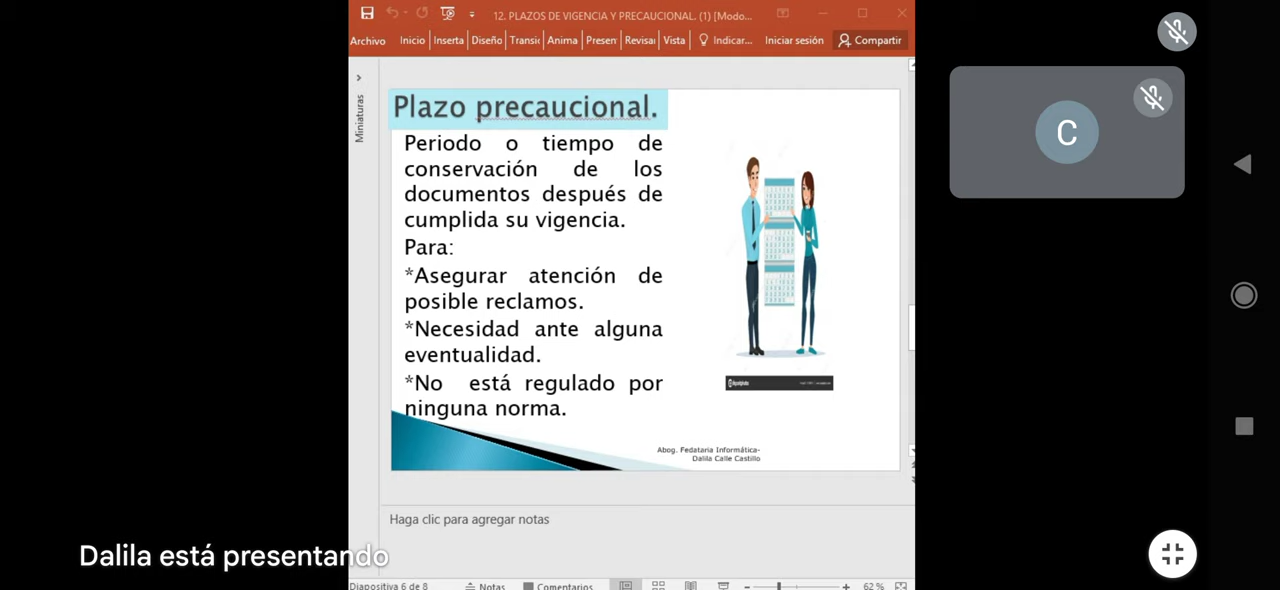 12. PLAZOS DE VIGENCIA Y PRECAUCIONAL. (1) [Modo...
Archivo Inicio Inserta Diseño Transi Anima Presen Revisa Vista Indicar... Iniciar sesión Compartir
Miniaturas
Plazo precaucional.
Periodo o tiempo de
conservación de los
documentos después de
cumplida su vigencia.
Para:
*Asegurar atención de
posible reclamos.
*Necesidad ante alguna
eventualidad.
*No está regulado por
ninguna norma.
Abog. Fedataria Informática-
Dalila Calle Castillo
Haga clic para agregar notas
Diapositiva 6 de 8 Notas Comentarios 62 %
C
Dalila está presentando